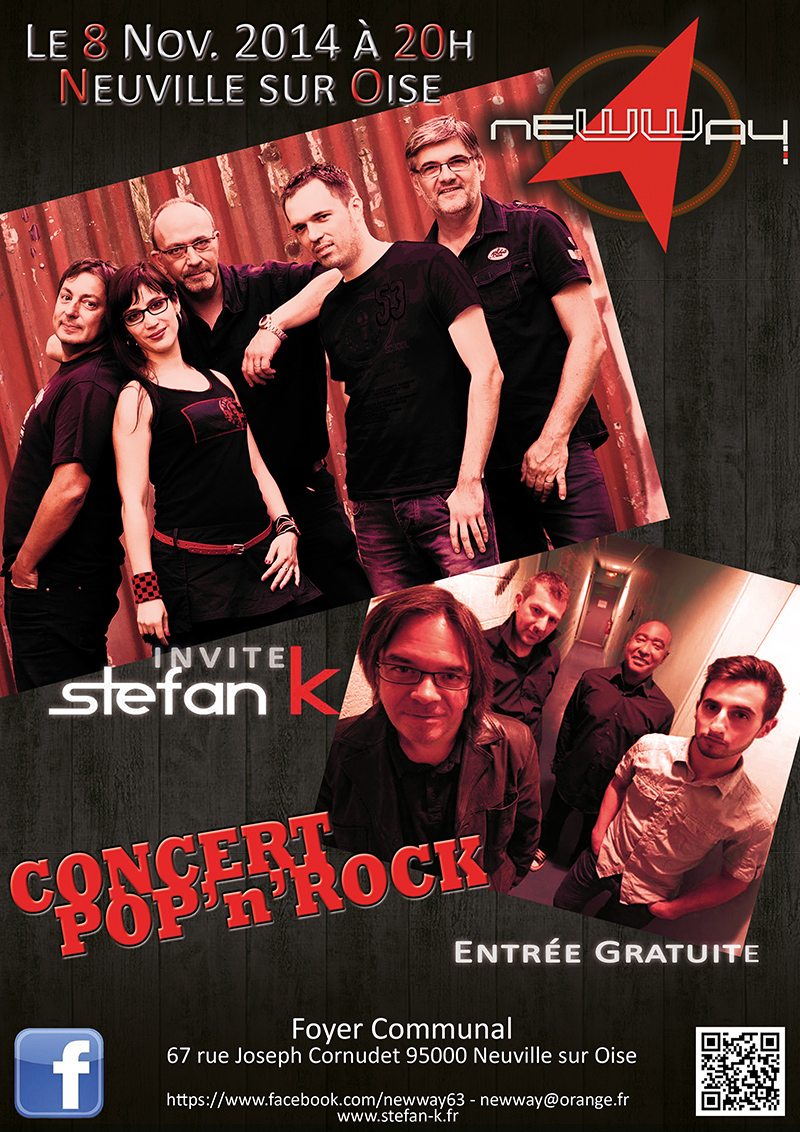 Le 8 Nov. 2014 à 20h
Neuville sur Oise
newway
53
INVITE
stefan k
CONCERT
POP'n'ROCK
Entrée Gratuite
Foyer Communal
67 rue Joseph Cornudet 95000 Neuville sur Oise
f
https://www.facebook.com/newway63 - newway@orange.fr
www.stefan-k.fr